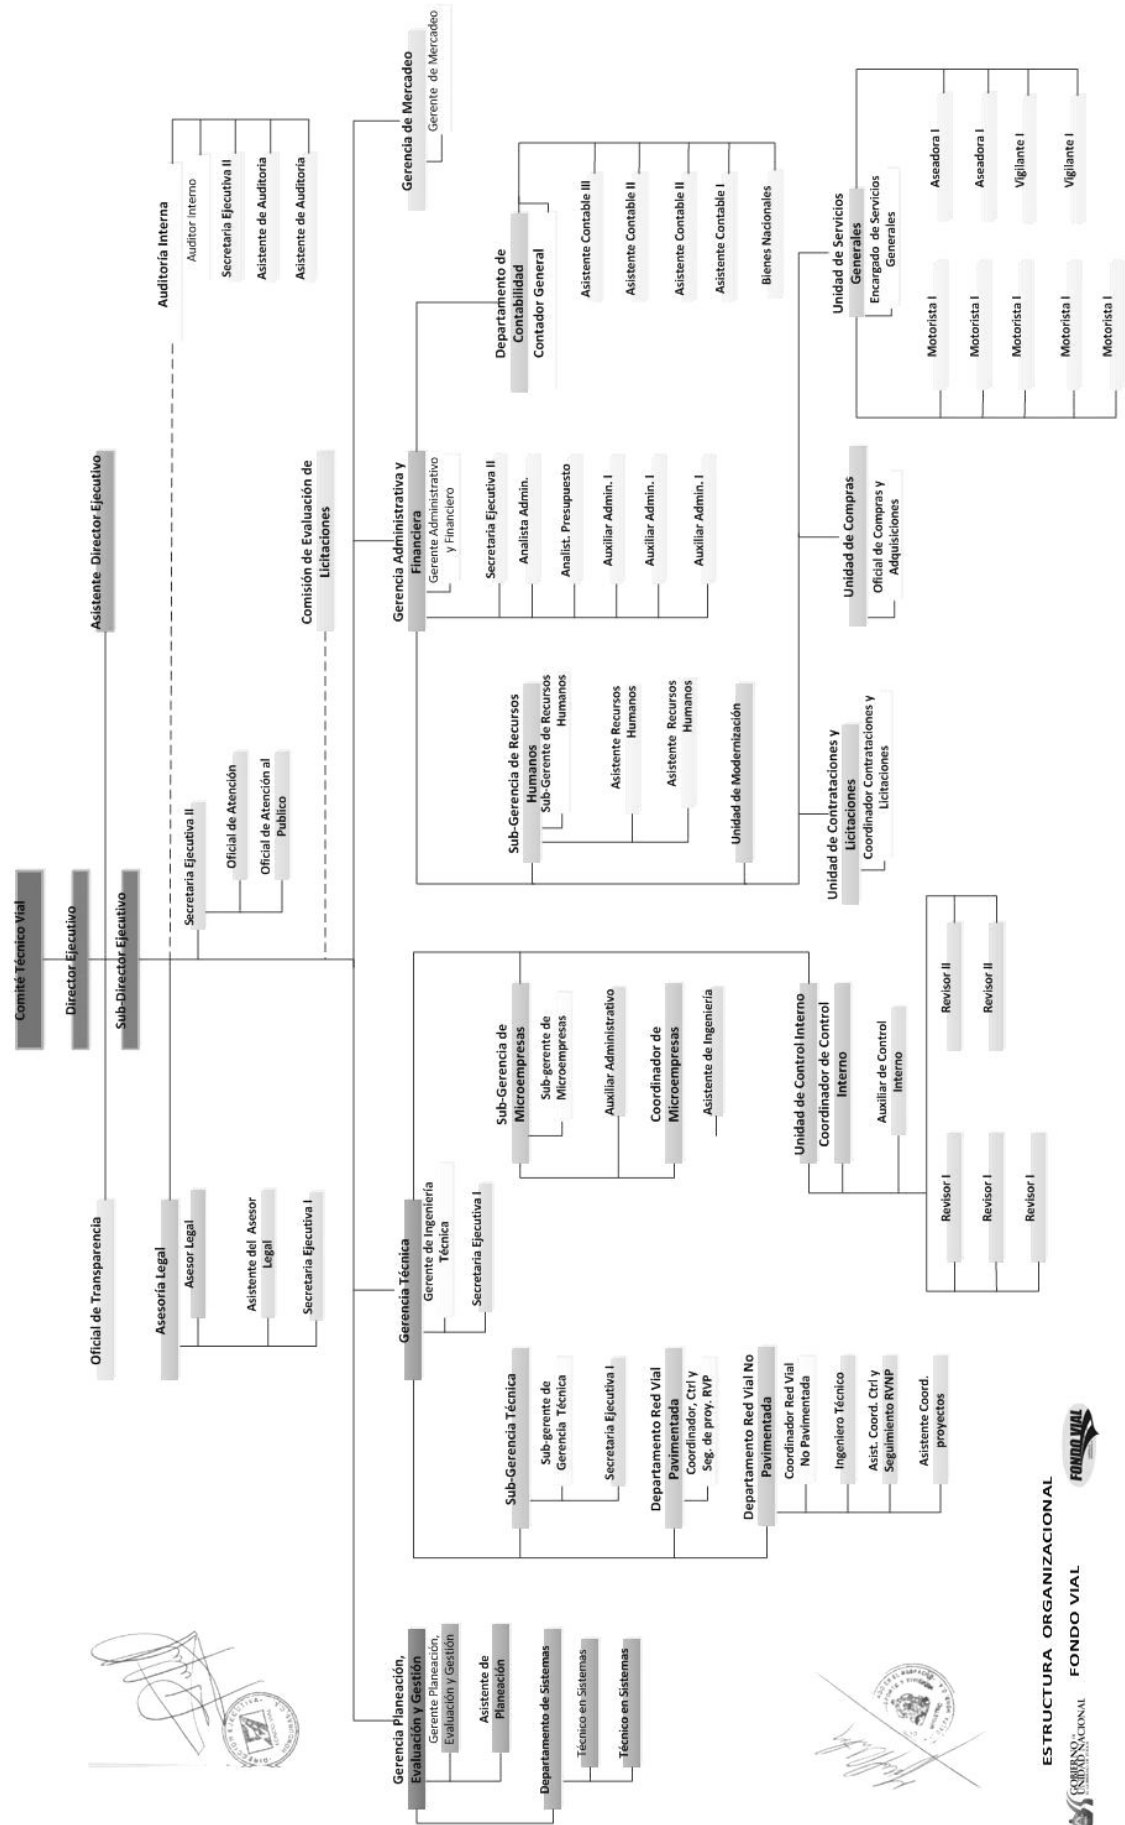 Comité Técnico Vial
Director Ejecutivo
Sub-Director Ejecutivo
Oficial de Transparencia
Asistente Director Ejecutivo
Asesoría Legal
Asesor Legal
Asistente del Asesor
Legal
Secretaria Ejecutiva I
Secretaria Ejecutiva II
Oficial de Atención
Oficial de Atención al
Publico
Auditoría Interna
Auditor Interno
Secretaria Ejecutiva II
Asistente de Auditoría
Asistente de Auditoría
Comisión de Evaluación de
Licitaciones
Gerencia Planeación,
Evaluación y Gestión
Gerente Planeación,
Evaluación y Gestión
Asistente de
Planeación
Departamento de Sistemas
Técnico en Sistemas
Técnico en Sistemas
Gerencia Técnica
Gerente de Ingeniería
Técnica
Secretaria Ejecutiva I
Sub-Gerencia Técnica
Sub-gerente de
Gerencia Técnica
Secretaria Ejecutiva I
Departamento Red Vial
Pavimentada
Coordinador, Ctrl y
Seg. de proy. RVP
Departamento Red Vial No
Pavimentada
Coordinador Red Vial
No Pavimentada
Ingeniero Técnico
Asist. Coord. Ctrl y
Seguimiento RVNP
Asistente Coord.
proyectos
Sub-Gerencia de
Microempresas
Sub-gerente de
Microempresas
Auxiliar Administrativo
Coordinador de
Microempresas
Asistente de Ingeniería
Unidad de Control Interno
Coordinador de Control
Interno
Auxiliar de Control
Interno
Revisor I
Revisor I
Revisor I
Revisor II
Revisor II
Gerencia Administrativa y
Financiera
Gerente Administrativo
y Financiero
Secretaria Ejecutiva II
Analista Admin.
Analist. Presupuesto
Auxiliar Admin. I
Auxiliar Admin. I
Auxiliar Admin. I
Sub-Gerencia de Recursos
Humanos
Sub-Gerente de Recursos
Humanos
Asistente Recursos
Humanos
Asistente Recursos
Humanos
Unidad de Modernización
Departamento de
Contabilidad
Contador General
Asistente Contable III
Asistente Contable II
Asistente Contable II
Asistente Contable I
Bienes Nacionales
Unidad de Contrataciones y
Licitaciones
Coordinador Contrataciones y
Licitaciones
Unidad de Compras
Oficial de Compras y
Adquisiciones
Unidad de Servicios
Generales
Encargado de Servicios
Generales
Motorista I
Motorista I
Motorista I
Motorista I
Motorista I
Aseadora I
Aseadora I
Vigilante I
Vigilante I
Gerencia de Mercadeo
Gerente de Mercadeo
ESTRUCTURA ORGANIZACIONAL
FONDO VIAL
GOBIERNO DE
UNIDAD NACIONAL
FONDO VIAL